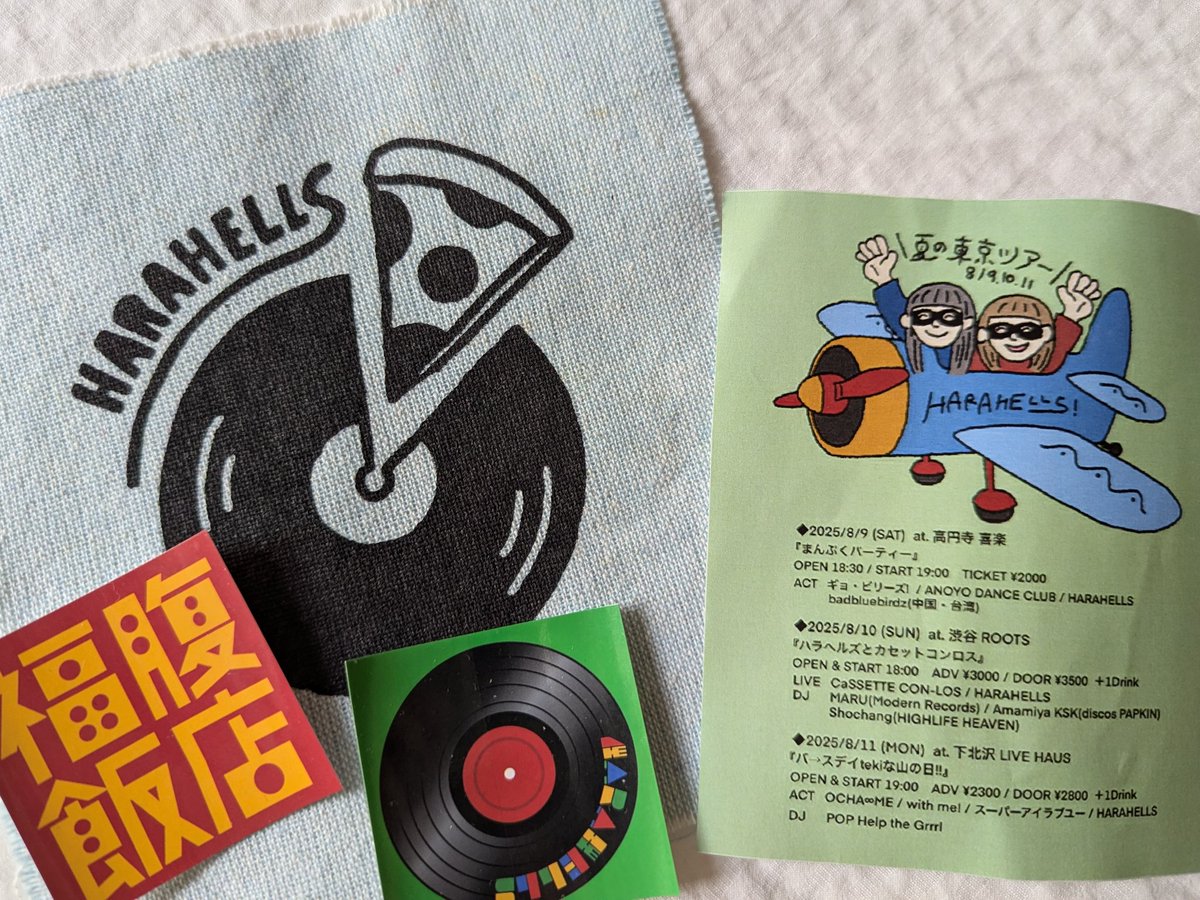 HARAHELLS
\夏の東京ツアー/
8/9.10.11
HARAHELLS!
◆2025/8/9 (SAT) at. 高円寺 喜楽
『まんぷくパーティー』
OPEN 18:30 / START 19:00 TICKET ¥2000
ACT ギョ・ビリーズ! / ANOYO DANCE CLUB / HARAHELLS
badbluebirdz(中国・台湾)
◆2025/8/10 (SUN) at. 渋谷 ROOTS
『ハラヘルズとカセットコンロス』
OPEN & START 18:00 ADV ¥3000 / DOOR ¥3500 +1Drink
LIVE CaSSETTE CON-LOS / HARAHELLS
DJ MARU(Modern Records) / Amamiya KSK(discos PAPKIN)
Shochang(HIGHLIFE HEAVEN)
◆2025/8/11 (MON) at. 下北沢 LIVE HAUS
『バ→スデイtekiな山の日!!』
OPEN & START 19:00 ADV ¥2300 / DOOR ¥2800 +1Drink
ACT OCHA∞ME / with me! / スーパーアイラブユー / HARAHELLS
DJ POP Help the Grrrl
福腹
飯店